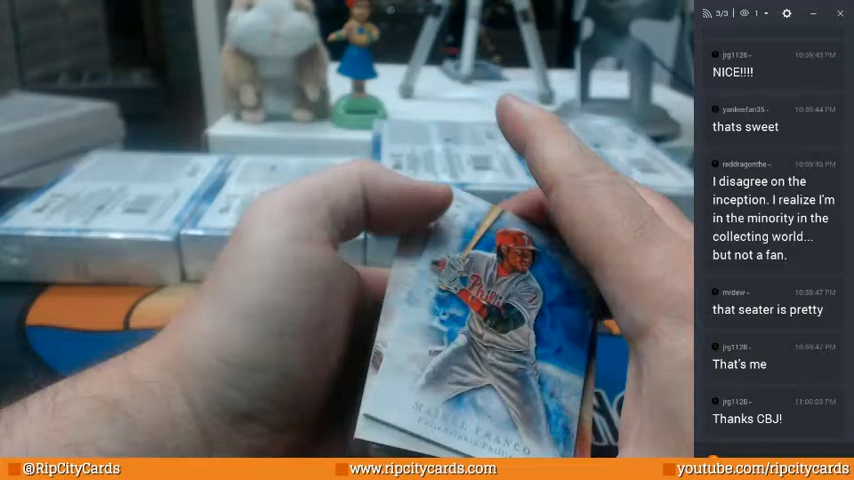 3/3 1
jrg1128 10:59:43 PM
NICE!!!!
yankeefan35 10:59:44 PM
thats sweet
reddragonthe 10:59:45 PM
I disagree on the
inception. I realize I'm
in the minority in the
collecting world...
but not a fan.
mrdew 10:59:47 PM
that seater is pretty
jrg1128 10:59:47 PM
That's me
jrg1128 11:00:03 PM
Thanks CBJ!
Phillies
MAIKEL FRANCO
Philadelphia Phillies
@RipCityCards
www.ripcitycards.com
youtube.com/ripcitycards